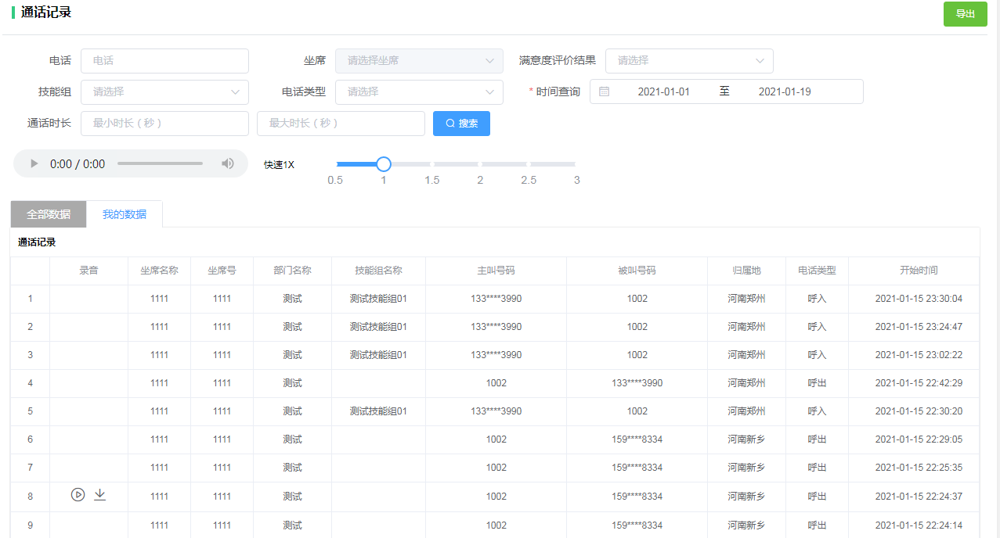 通话记录 导出
电话 电话 坐席 请选择坐席 满意度评价结果 请选择
技能组 请选择 电话类型 请选择 * 时间查询 2021-01-01 至 2021-01-19
通话时长 最小时长（秒） 最大时长（秒） 搜索
0:00 / 0:00 快速1X
0.5 1 1.5 2 2.5 3
全部数据 我的数据
通话记录
录音 坐席名称 坐席号 部门名称 技能组名称 主叫号码 被叫号码 归属地 电话类型 开始时间
1 1111 1111 测试 测试技能组01 133****3990 1002 河南郑州 呼入 2021-01-15 23:30:04
2 1111 1111 测试 测试技能组01 133****3990 1002 河南郑州 呼入 2021-01-15 23:24:47
3 1111 1111 测试 测试技能组01 133****3990 1002 河南郑州 呼入 2021-01-15 23:02:22
4 1111 1111 测试 1002 133****3990 河南郑州 呼出 2021-01-15 22:42:29
5 1111 1111 测试 测试技能组01 133****3990 1002 河南郑州 呼入 2021-01-15 22:30:20
6 1111 1111 测试 1002 159****8334 河南新乡 呼出 2021-01-15 22:29:05
7 1111 1111 测试 1002 159****8334 河南新乡 呼出 2021-01-15 22:25:35
8 1111 1111 测试 1002 159****8334 河南新乡 呼出 2021-01-15 22:24:37
9 1111 1111 测试 1002 159****8334 河南新乡 呼出 2021-01-15 22:24:14